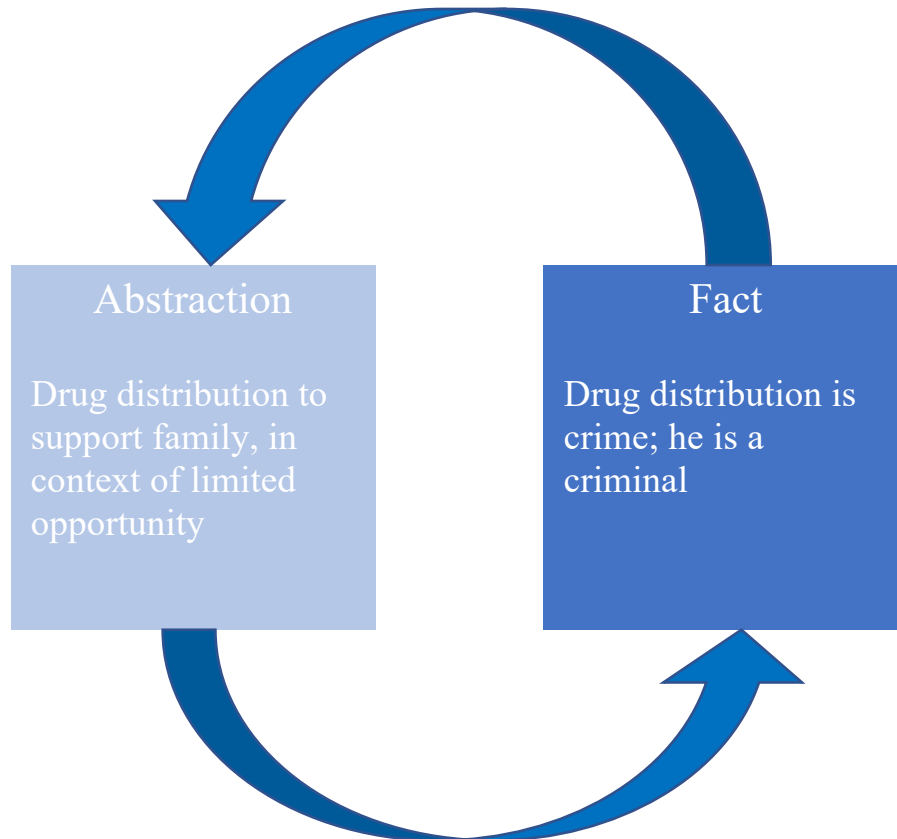 Abstraction
Drug distribution to
support family, in
context of limited
opportunity
Fact
Drug distribution is
crime; he is a
criminal